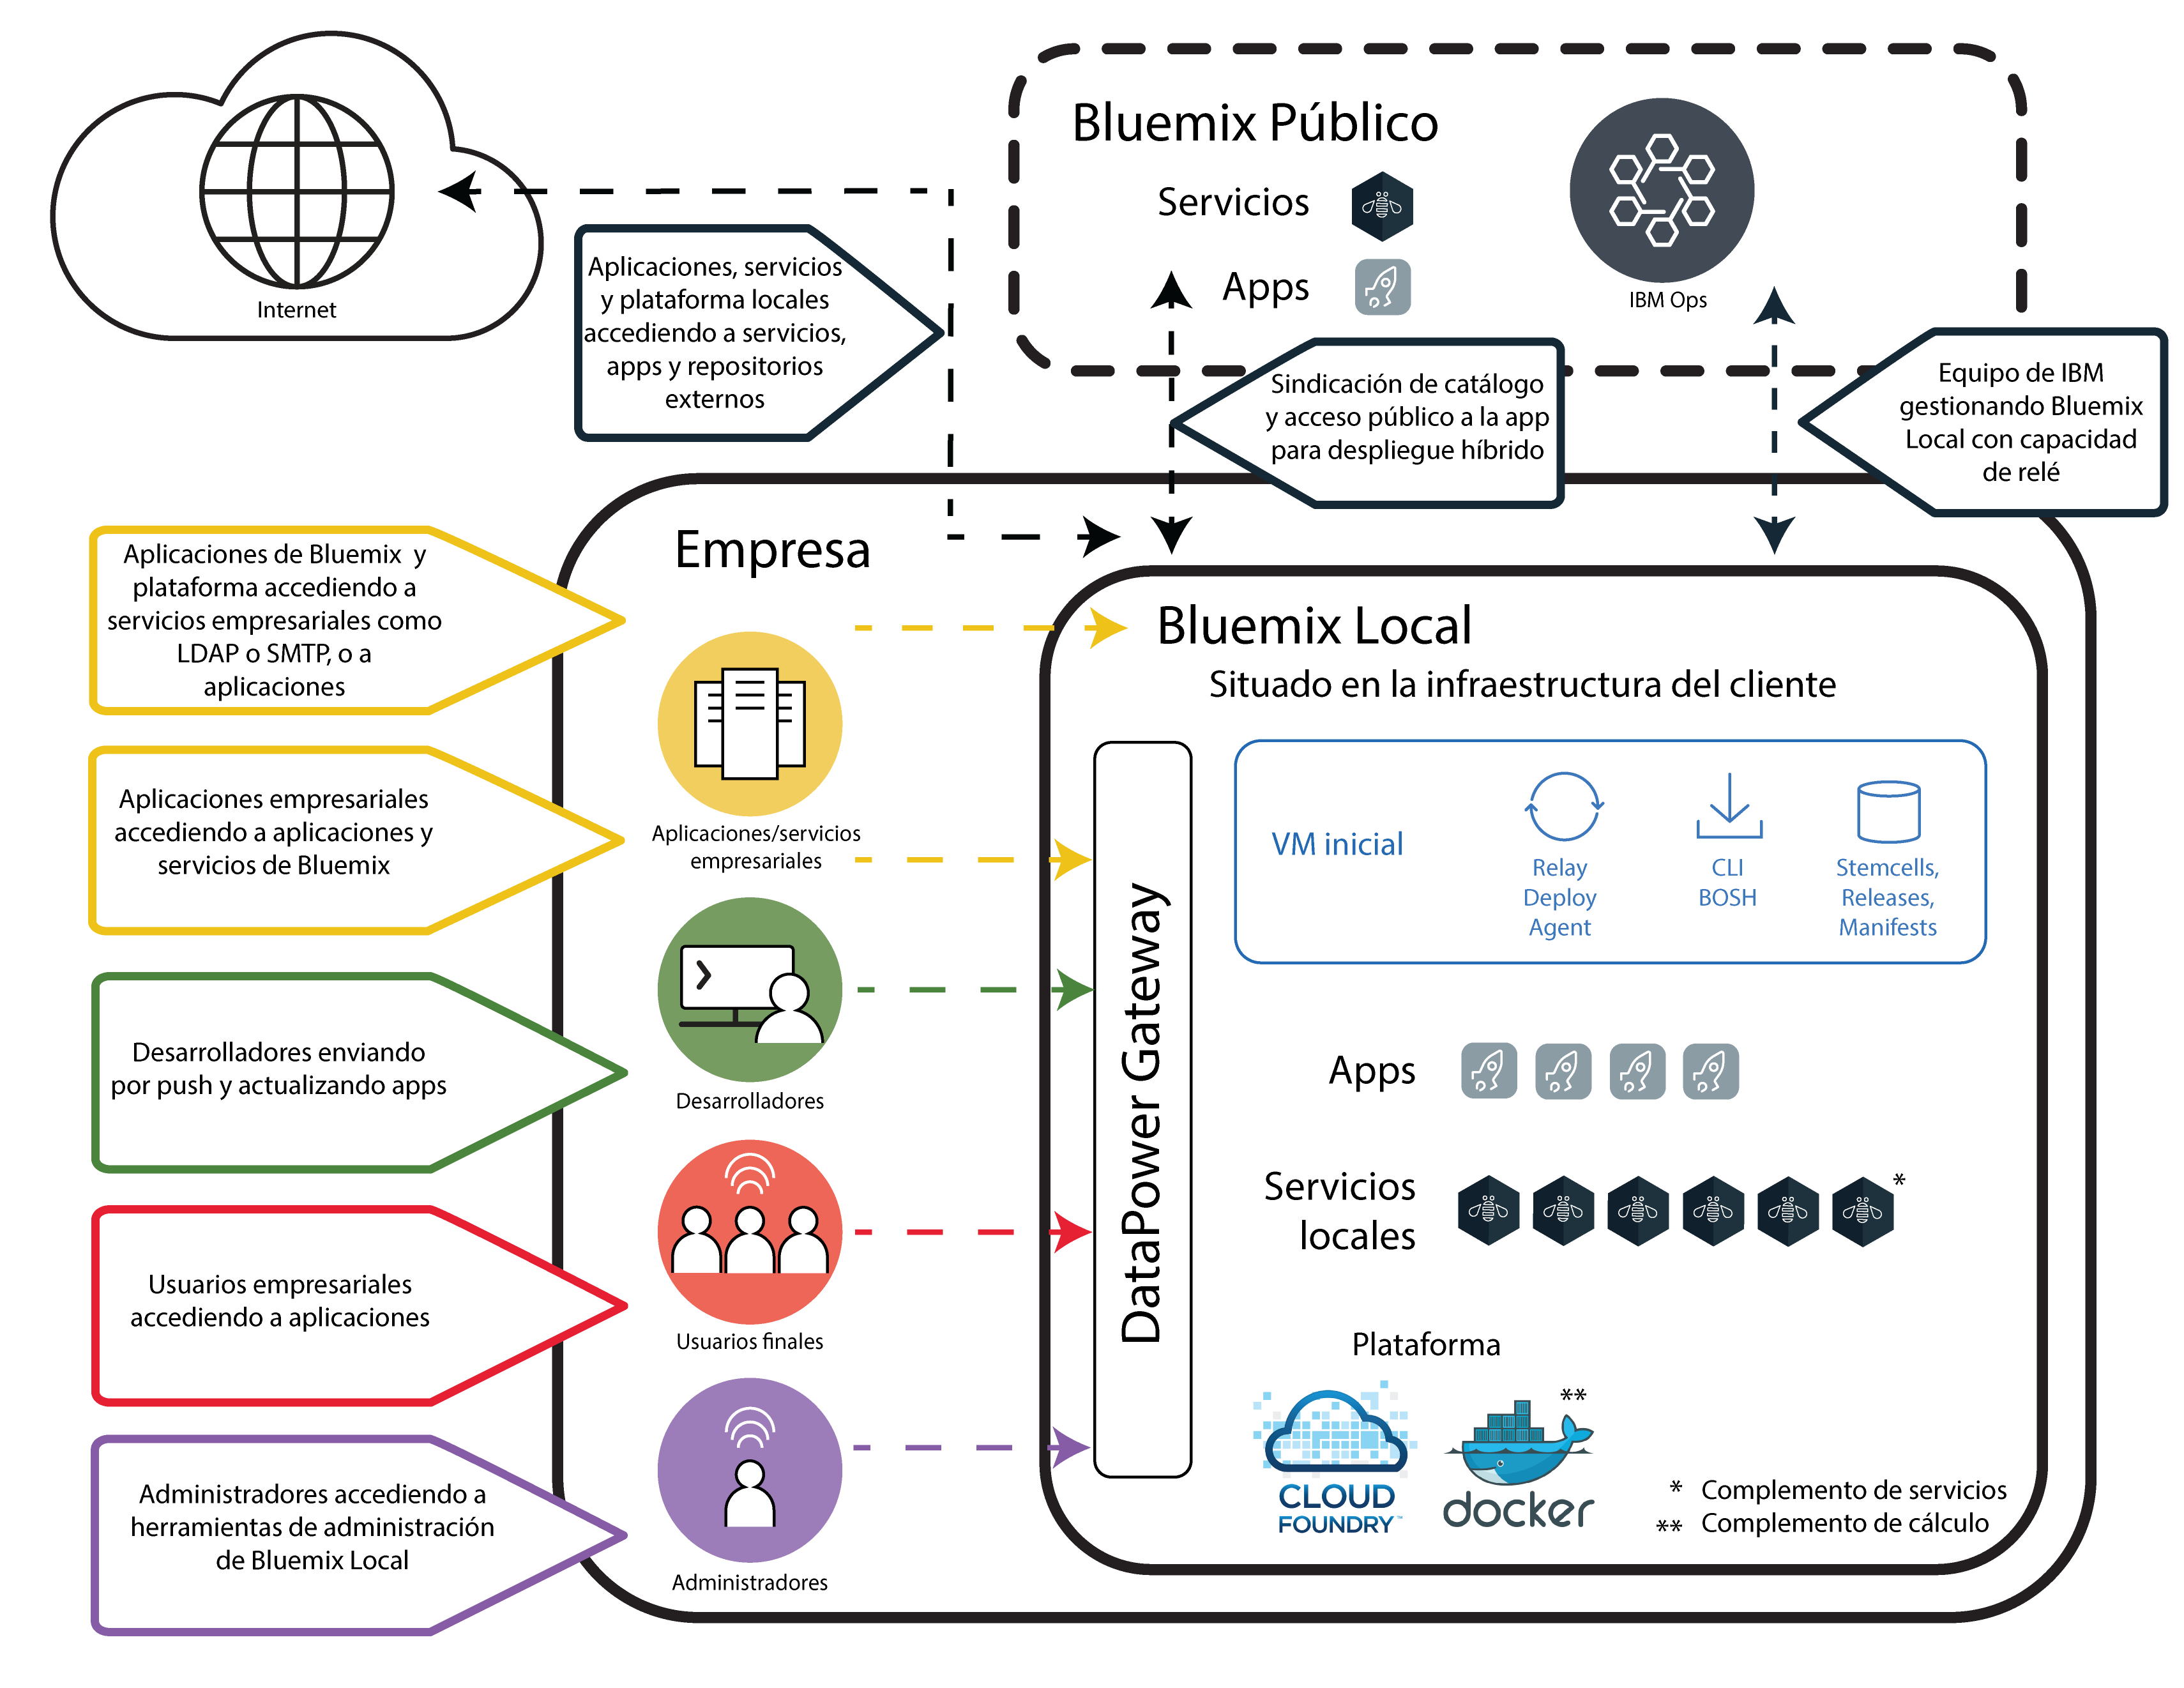 Internet
Aplicaciones, servicios
y plataforma locales
accediendo a servicios,
apps y repositorios
externos
Bluemix Público
Servicios
Apps
IBM Ops
Sindicación de catálogo
y acceso público a la app
para despliegue híbrido
Equipo de IBM
gestionando Bluemix
Local con capacidad
de relé
Empresa
Aplicaciones de Bluemix y
plataforma accediendo a
servicios empresariales como
LDAP o SMTP, o a
aplicaciones
Aplicaciones empresariales
accediendo a aplicaciones y
servicios de Bluemix
Desarrolladores enviando
por push y actualizando apps
Usuarios empresariales
accediendo a aplicaciones
Administradores accediendo a
herramientas de administración
de Bluemix Local
Aplicaciones/servicios
empresariales
Desarrolladores
Usuarios finales
Administradores
Bluemix Local
Situado en la infraestructura del cliente
DataPower Gateway
VM inicial
Relay
Deploy
Agent
CLI
BOSH
Stemcells,
Releases,
Manifests
Apps
Servicios
locales
*
Plataforma
CLOUD
FOUNDRY™
**
docker
* Complemento de servicios
** Complemento de cálculo